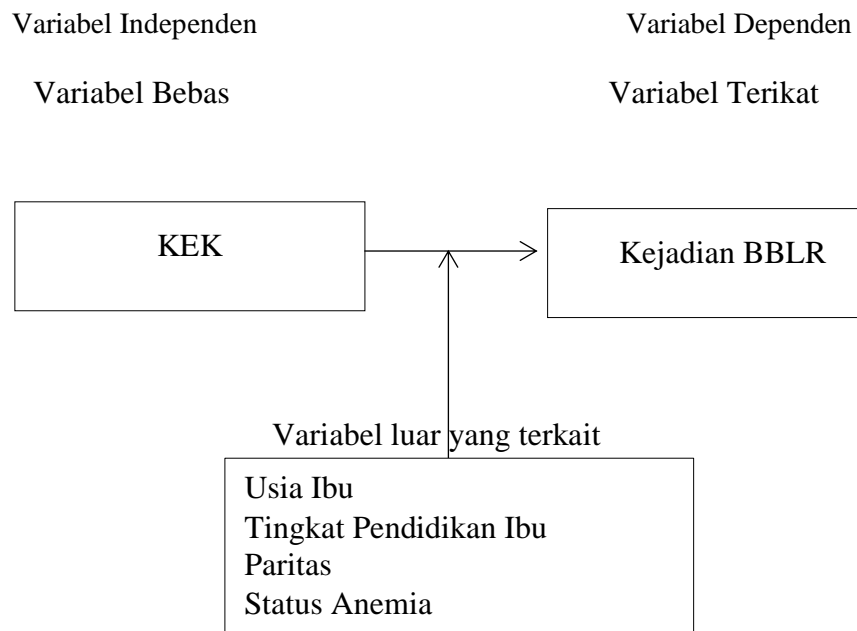 Variabel Independen Variabel Dependen
Variabel Bebas Variabel Terikat
KEK
Kejadian BBLR
Variabel luar yang terkait
Usia Ibu
Tingkat Pendidikan Ibu
Paritas
Status Anemia